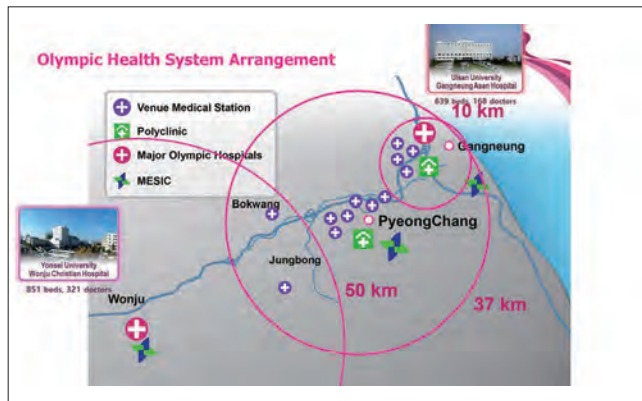 Olympic Health System Arrangement
Ulsan University
Gangneung Asan Hospital
639 beds, 168 doctors
Venue Medical Station
Polyclinic
Major Olympic Hospitals
MESIC
10 km
Gangneung
Bokwang
PyeongChang
Yonsei University
Wonju Christian Hospital
851 beds, 321 doctors
Jungbong
50 km
37 km
Wonju